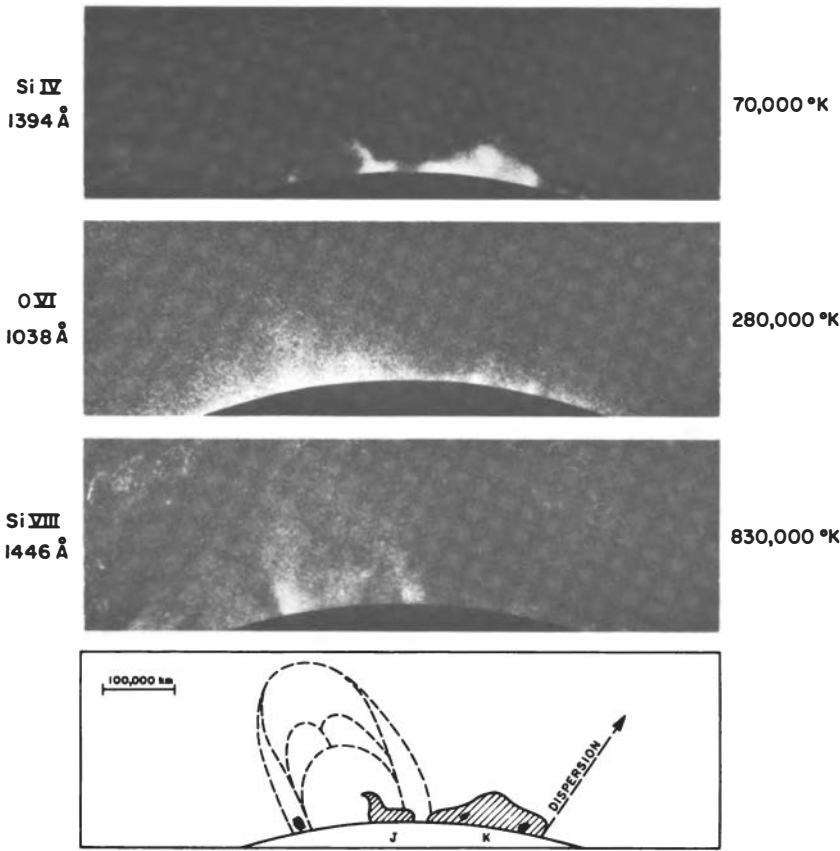 Si IV
1394 Å
70,000 °K
O VI
1038 Å
280,000 °K
Si VIII
1446 Å
830,000 °K
100,000 km
DISPERSION
J
K